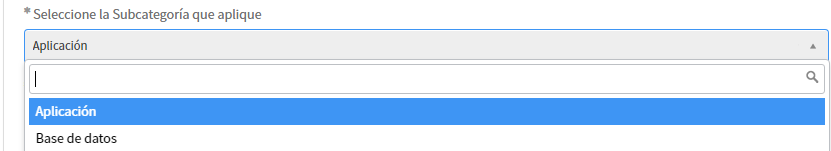 * Seleccione la Subcategoría que aplique
Aplicación
Aplicación
Base de datos